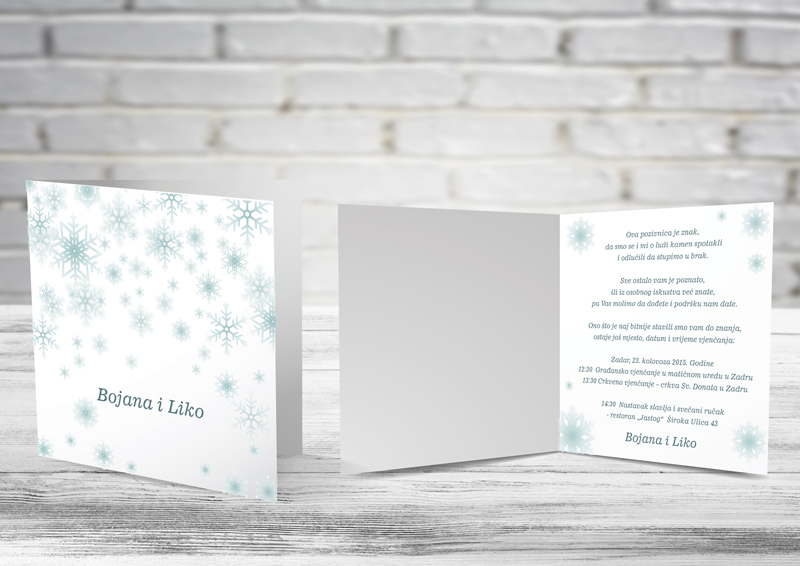 Bojana i Liko
Ova pozivnica je znak,
da smo se i mi o ludi kamen spotakli
i odlučili da stupimo u brak.
Sve ostalo vam je poznato,
ili iz osobnog iskustva već znate,
pa Vas molimo da dođete i podršku nam date.
Ono što je naj bitnije stavili smo vam do znanja,
ostaje još mjesto, datum i vrijeme vjenčanja:
Zadar, 23. kolovoza 2015. Godine
12:30 Građansko vjenčanje u matičnom uredu u Zadru
13:30 Crkveno vjenčanje - crkva Sv. Donata u Zadru
14:30 Nastavak slavlja i svečani ručak
- restoran „Jastog" Široka Ulica 43
Bojana i Liko